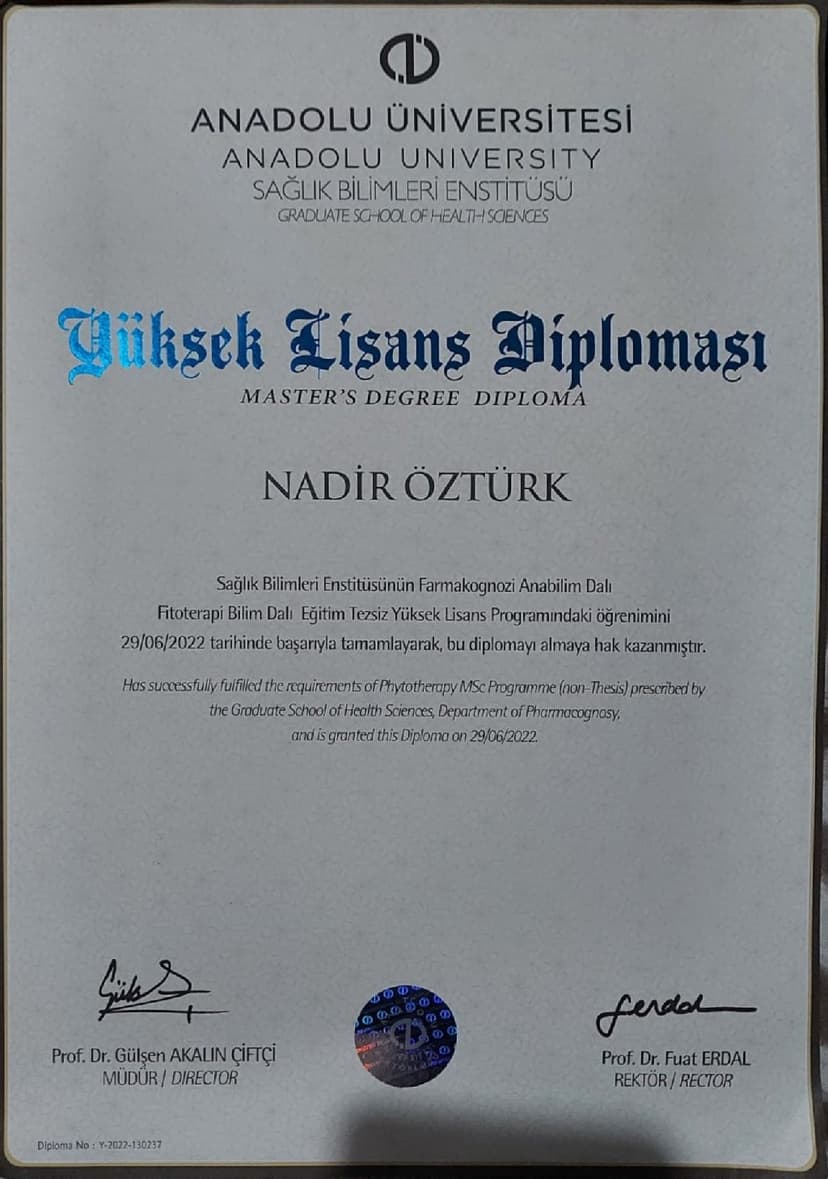 ANADOLU ÜNİVERSİTESİ
ANADOLU UNIVERSITY
SAĞLIK BİLİMLERİ ENSTİTÜSÜ
GRADUATE SCHOOL OF HEALTH SCIENCES
Yüksek Lisans Diploması
MASTER'S DEGREE DIPLOMA
NADİR ÖZTÜRK
Sağlık Bilimleri Enstitüsünün Farmakognozi Anabilim Dalı
Fitoterapi Bilim Dalı Eğitim Tezsiz Yüksek Lisans Programındaki öğrenimini
29/06/2022 tarihinde başarıyla tamamlayarak, bu diplomayı almaya hak kazanmıştır.
Has successfully fulfilled the requirements of Phytotherapy MSc Programme (non-Thesis) prescribed by
the Graduate School of Health Sciences, Department of Pharmacognosy,
and is granted this Diploma on 29/06/2022.
Prof. Dr. Gülşen AKALIN ÇİFTÇİ
MÜDÜR / DIRECTOR
Prof. Dr. Fuat ERDAL
REKTÖR / RECTOR
Diploma No : Y-2022-130237